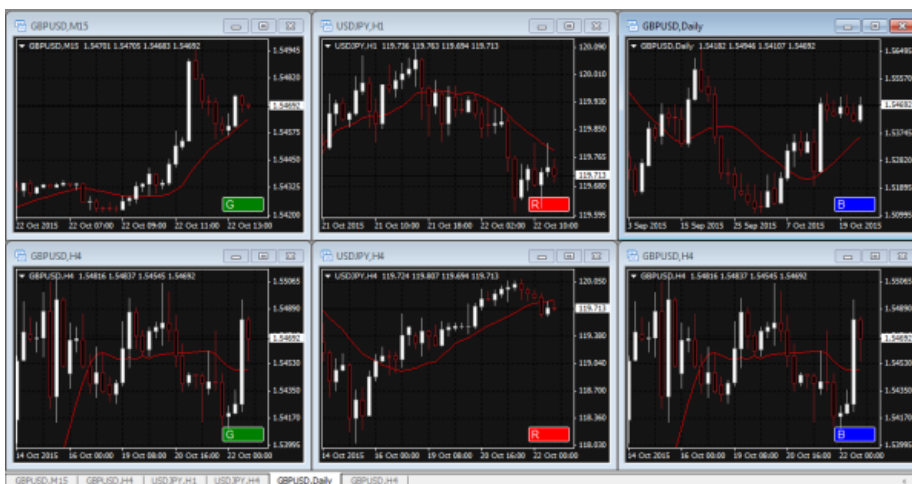 GBPUSD,M15
GBPUSD,M15 1.54701 1.54705 1.54683 1.54692
1.54945
1.54820
1.54692
1.54575
1.54450
1.54325
1.54200
G
22 Oct 2015 22 Oct 07:00 22 Oct 09:00 22 Oct 11:00 22 Oct 13:00
USDJPY,H1
USDJPY,H1 119.736 119.763 119.694 119.713
120.090
120.010
119.930
119.850
119.765
119.713
119.680
119.595
R
21 Oct 2015 21 Oct 10:00 21 Oct 18:00 22 Oct 02:00 22 Oct 10:00
GBPUSD,Daily
GBPUSD,Daily 1.54182 1.54946 1.54107 1.54692
1.56495
1.55570
1.54692
1.53745
1.52820
1.51895
1.50995
B
3 Sep 2015 15 Sep 2015 25 Sep 2015 7 Oct 2015 19 Oct 2015
GBPUSD,H4
GBPUSD,H4 1.54816 1.54837 1.54545 1.54692
1.55065
1.54890
1.54692
1.54530
1.54350
1.54170
1.53995
G
14 Oct 2015 16 Oct 00:00 19 Oct 08:00 20 Oct 16:00 22 Oct 00:00
USDJPY,H4
USDJPY,H4 119.724 119.807 119.694 119.713
120.050
119.713
119.380
119.040
118.700
118.360
118.030
R
14 Oct 2015 16 Oct 00:00 19 Oct 08:00 20 Oct 16:00 22 Oct 00:00
GBPUSD,H4
GBPUSD,H4 1.54816 1.54837 1.54545 1.54692
1.55065
1.54890
1.54692
1.54530
1.54350
1.54170
1.53995
B
14 Oct 2015 16 Oct 00:00 19 Oct 08:00 20 Oct 16:00 22 Oct 00:00
GBPUSD,M15 GBPUSD,H4 USDJPY,H1 USDJPY,H4 GBPUSD,Daily GBPUSD,H4